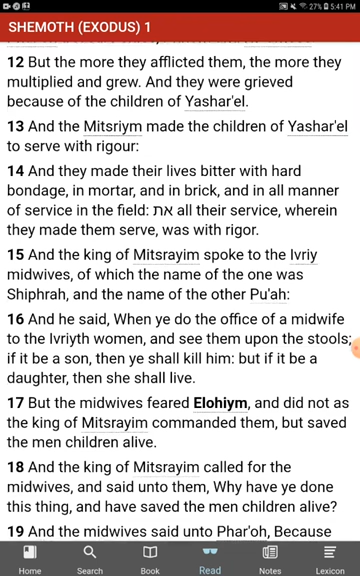 27% 5:41 PM
SHEMOTH (EXODUS) 1
12 But the more they afflicted them, the more they
multiplied and grew. And they were grieved
because of the children of Yashar'el.
13 And the Mitsriym made the children of Yashar'el
to serve with rigour:
14 And they made their lives bitter with hard
bondage, in mortar, and in brick, and in all manner
of service in the field: את all their service, wherein
they made them serve, was with rigor.
15 And the king of Mitsrayim spoke to the Ivriy
midwives, of which the name of the one was
Shiphrah, and the name of the other Pu'ah:
16 And he said, When ye do the office of a midwife
to the Ivriyth women, and see them upon the stools;
if it be a son, then ye shall kill him: but if it be a
daughter, then she shall live.
17 But the midwives feared Elohiym, and did not as
the king of Mitsrayim commanded them, but saved
the men children alive.
18 And the king of Mitsrayim called for the
midwives, and said unto them, Why have ye done
this thing, and have saved the men children alive?
19 And the midwives said unto Phar'oh, Because
Home Search Book Read Notes Lexicon